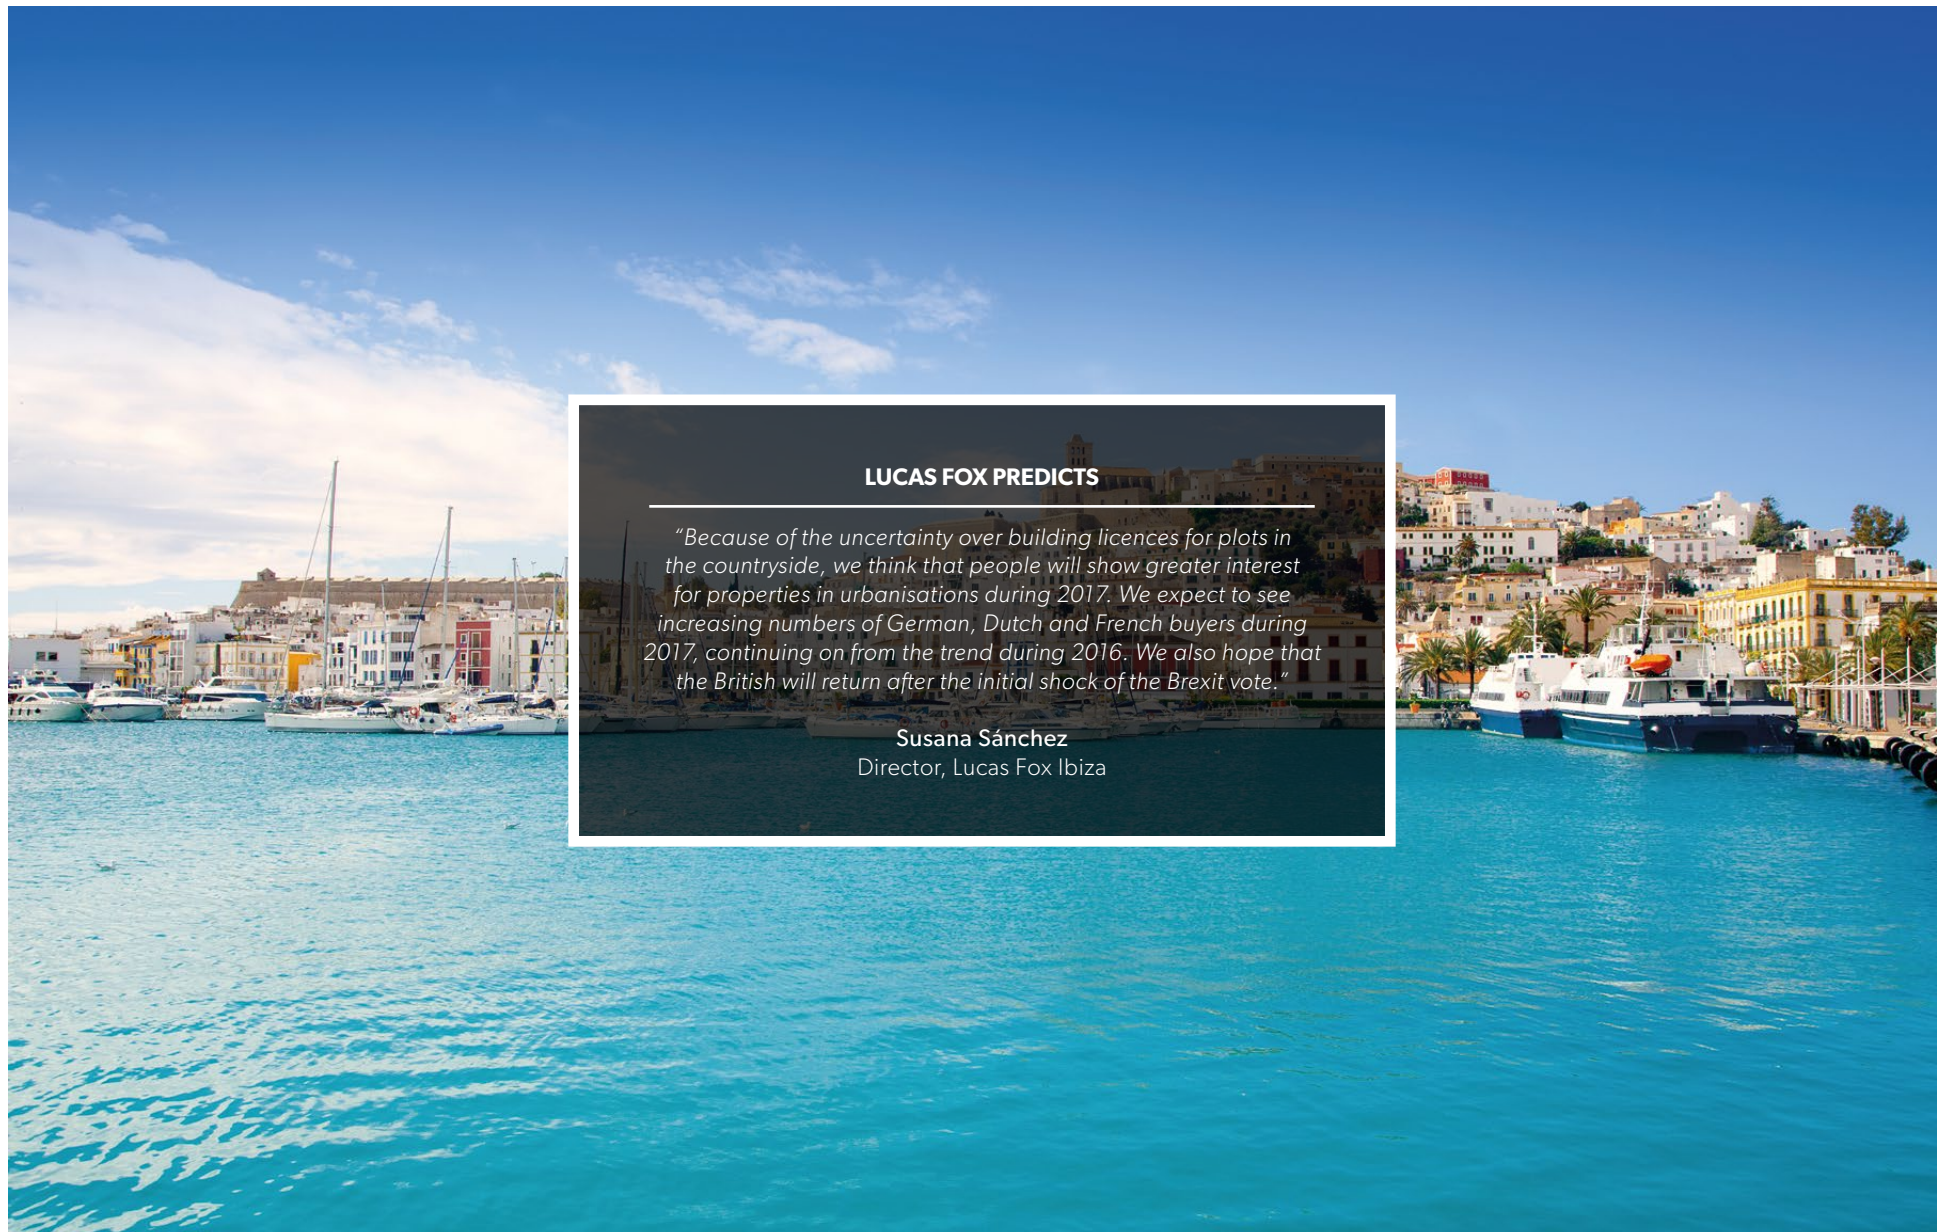 LUCAS FOX PREDICTS
“Because of the uncertainty over building licences for plots in
the countryside, we think that people will show greater interest
for properties in urbanisations during 2017. We expect to see
increasing numbers of German, Dutch and French buyers during
2017, continuing on from the trend during 2016. We also hope that
the British will return after the initial shock of the Brexit vote.”
Susana Sánchez
Director, Lucas Fox Ibiza